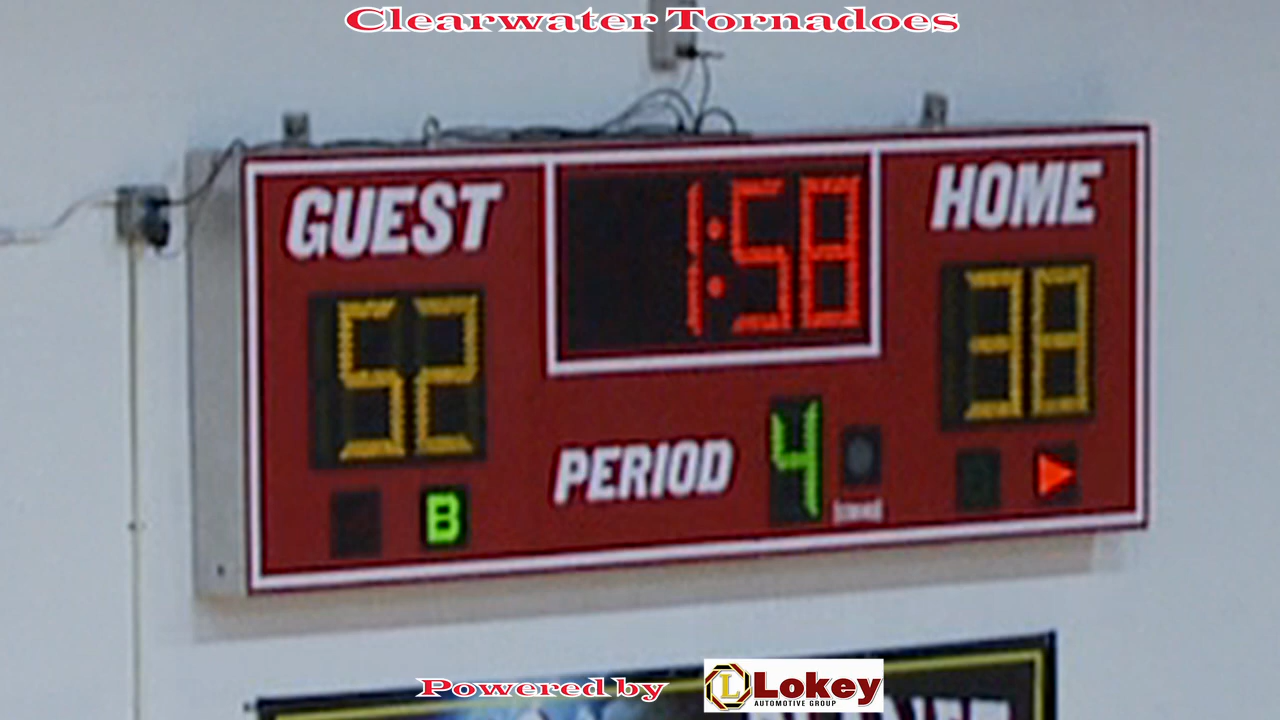 Clearwater Tornadoes
GUEST 1:58 HOME
52 38
PERIOD 4
B
Powered by Lokey
AUTOMOTIVE GROUP